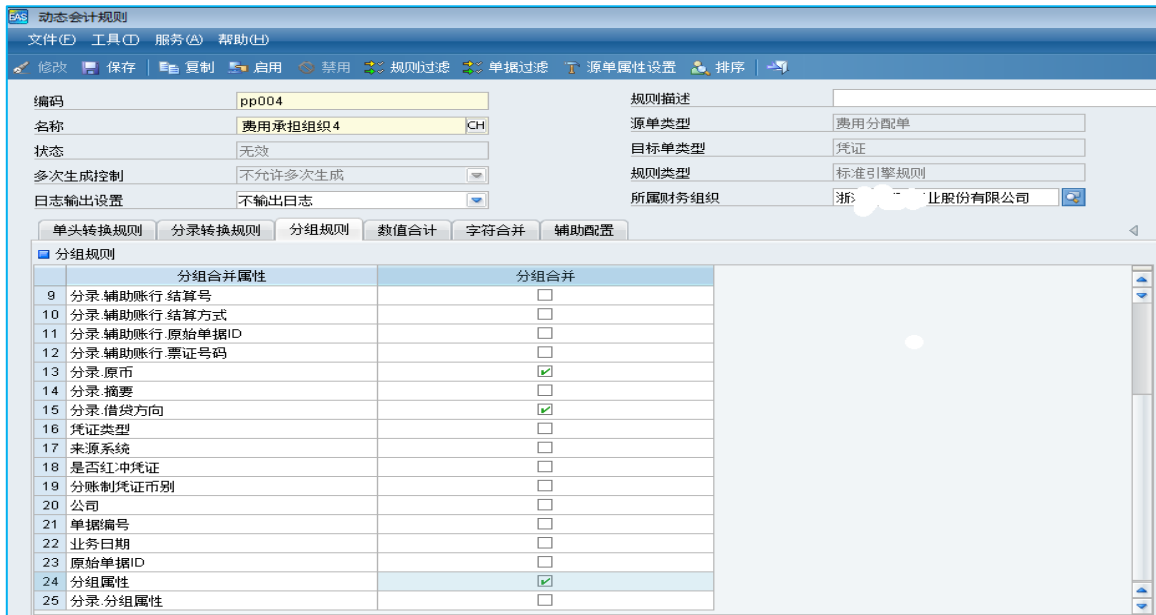 EAS 动态会计规则
文件(F) 工具(T) 服务(A) 帮助(H)
修改 保存 复制 启用 禁用 规则过滤 单据过滤 源单属性设置 排序
编码 pp004 规则描述
名称 费用承担组织4 CH 源单类型 费用分配单
状态 无效 目标单类型 凭证
多次生成控制 不允许多次生成 规则类型 标准引擎规则
日志输出设置 不输出日志 所属财务组织 业股份有限公司
单头转换规则 分录转换规则 分组规则 数值合计 字符合并 辅助配置
分组规则
分组合并属性 分组合并
9 分录.辅助账行.结算号
10 分录.辅助账行.结算方式
11 分录.辅助账行.原始单据ID
12 分录.辅助账行.票证号码
13 分录.原币
14 分录.摘要
15 分录.借贷方向
16 凭证类型
17 来源系统
18 是否红冲凭证
19 分账制凭证币别
20 公司
21 单据编号
22 业务日期
23 原始单据ID
24 分组属性
25 分录.分组属性